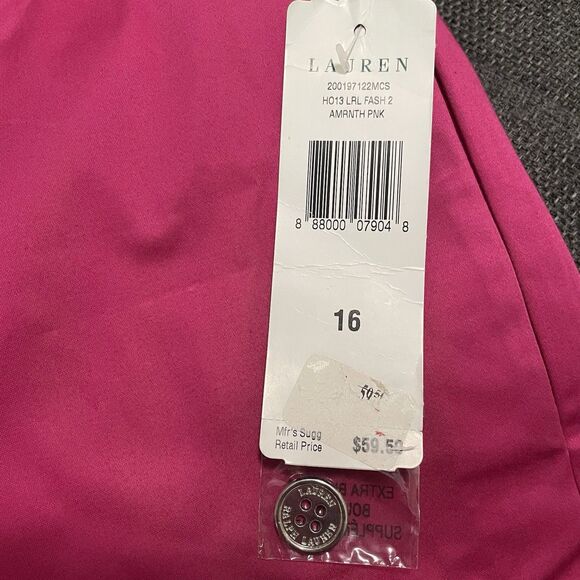 LAUREN
200197122MCS
HO13 LRL FASH 2
AMRNTH PNK
8 88000 07904 8
16
Mfr's Sugg
Retail Price
$59.50
EXTRA
LAUREN
RALPH LAUREN